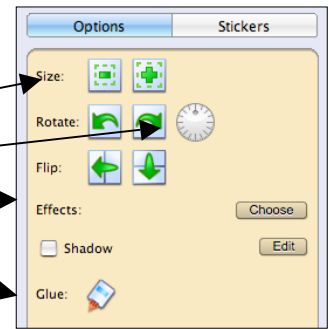 Options Stickers
Size:
Rotate:
Flip:
Effects: Choose
Shadow Edit
Glue: